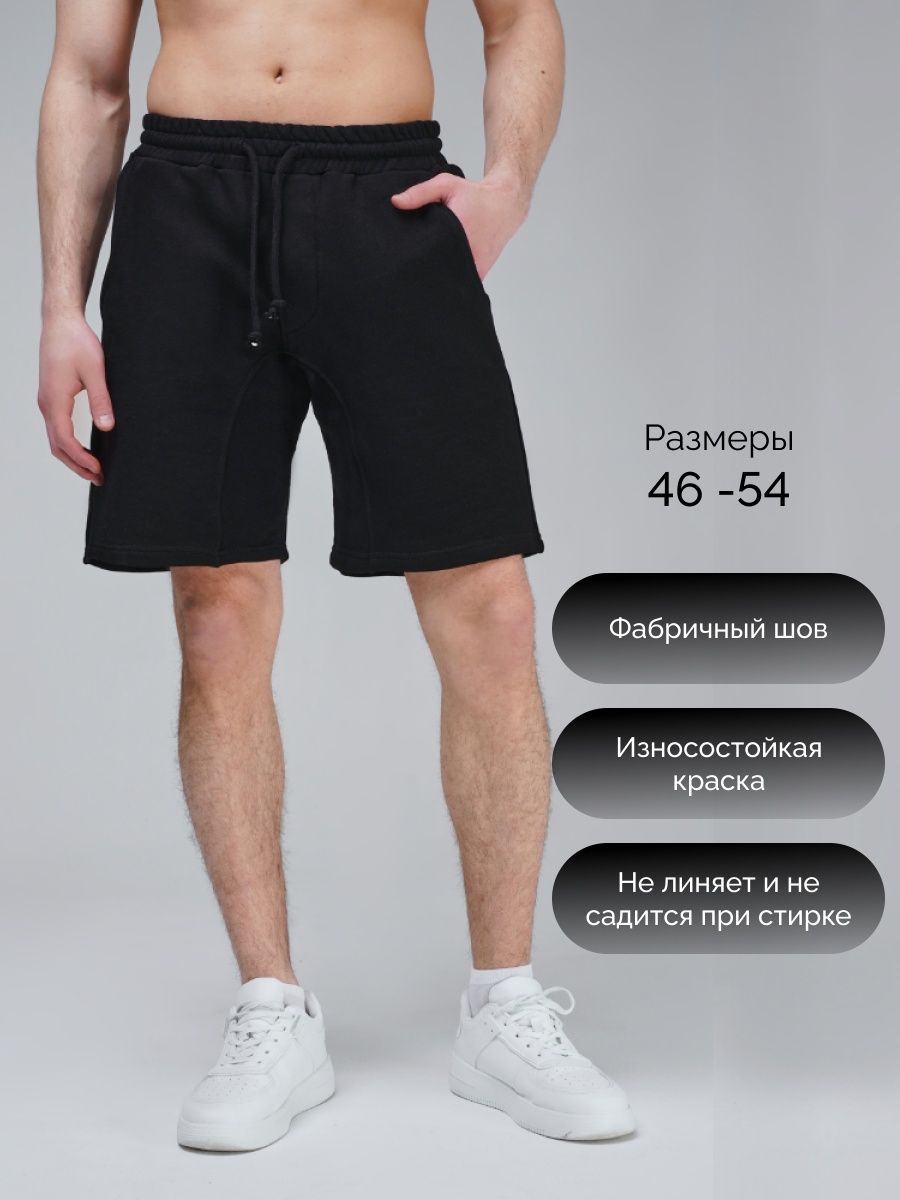 Размеры
46 -54
Фабричный шов
Износостойкая
краска
Не линяет и не
садится при стирке